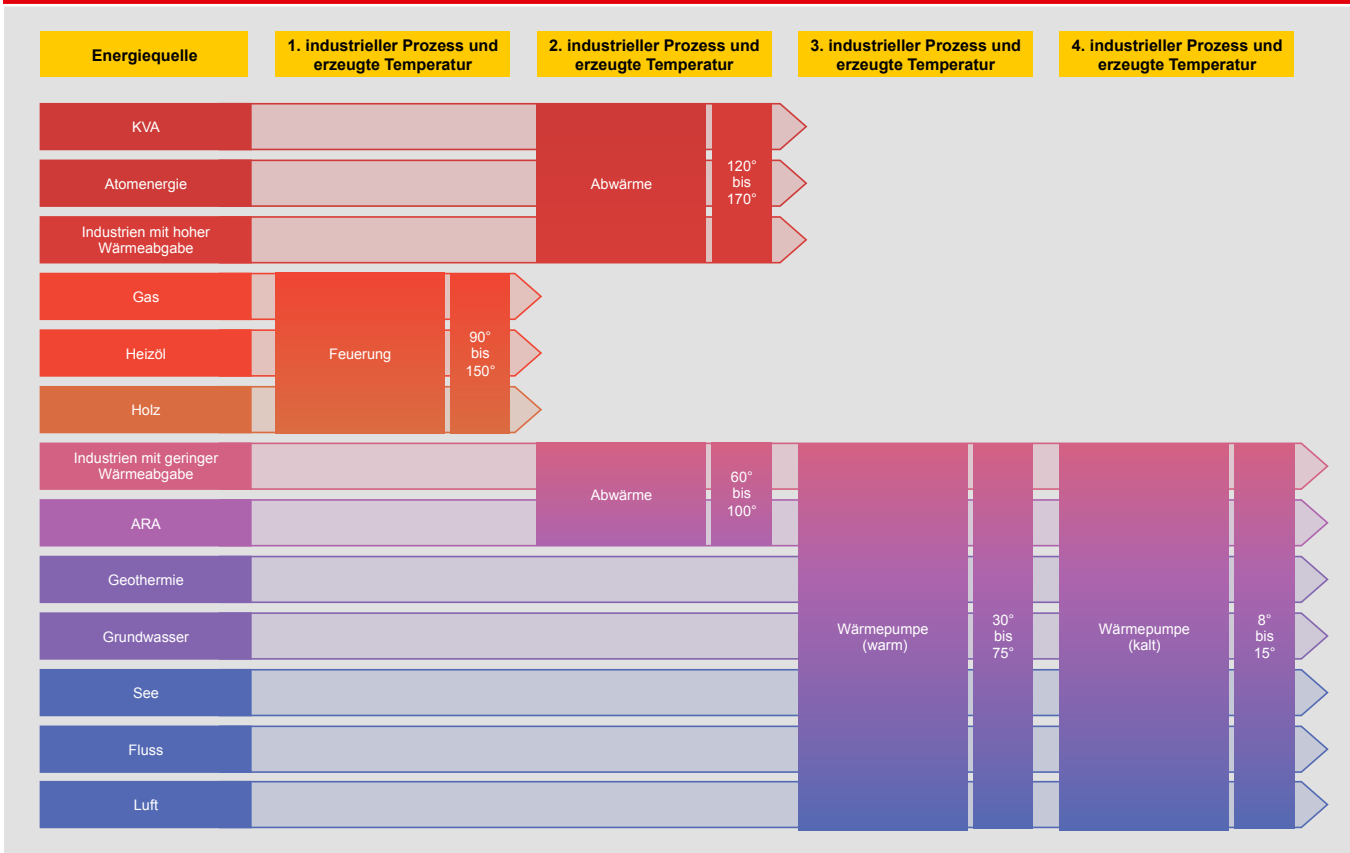 Energiequelle
1. industrieller Prozess und
erzeugte Temperatur
2. industrieller Prozess und
erzeugte Temperatur
3. industrieller Prozess und
erzeugte Temperatur
4. industrieller Prozess und
erzeugte Temperatur
KVA
Atomenergie
Industrien mit hoher
Wärmeabgabe
Abwärme
120°
bis
170°
Gas
Heizöl
Holz
Feuerung
90°
bis
150°
Industrien mit geringer
Wärmeabgabe
ARA
Abwärme
60°
bis
100°
Geothermie
Grundwasser
See
Fluss
Luft
Wärmepumpe
(warm)
30°
bis
75°
Wärmepumpe
(kalt)
8°
bis
15°